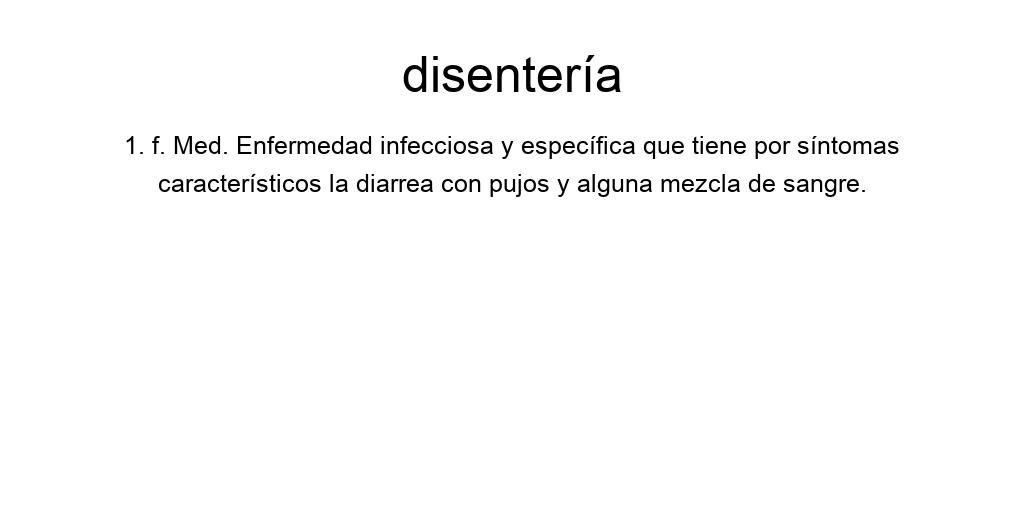 disentería
1. f. Med. Enfermedad infecciosa y específica que tiene por síntomas
característicos la diarrea con pujos y alguna mezcla de sangre.